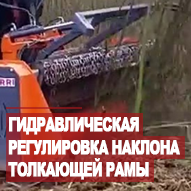 ГИДРАВЛИЧЕСКАЯ
РЕГУЛИРОВКА НАКЛОНА
ТОЛКАЮЩЕЙ РАМЫ